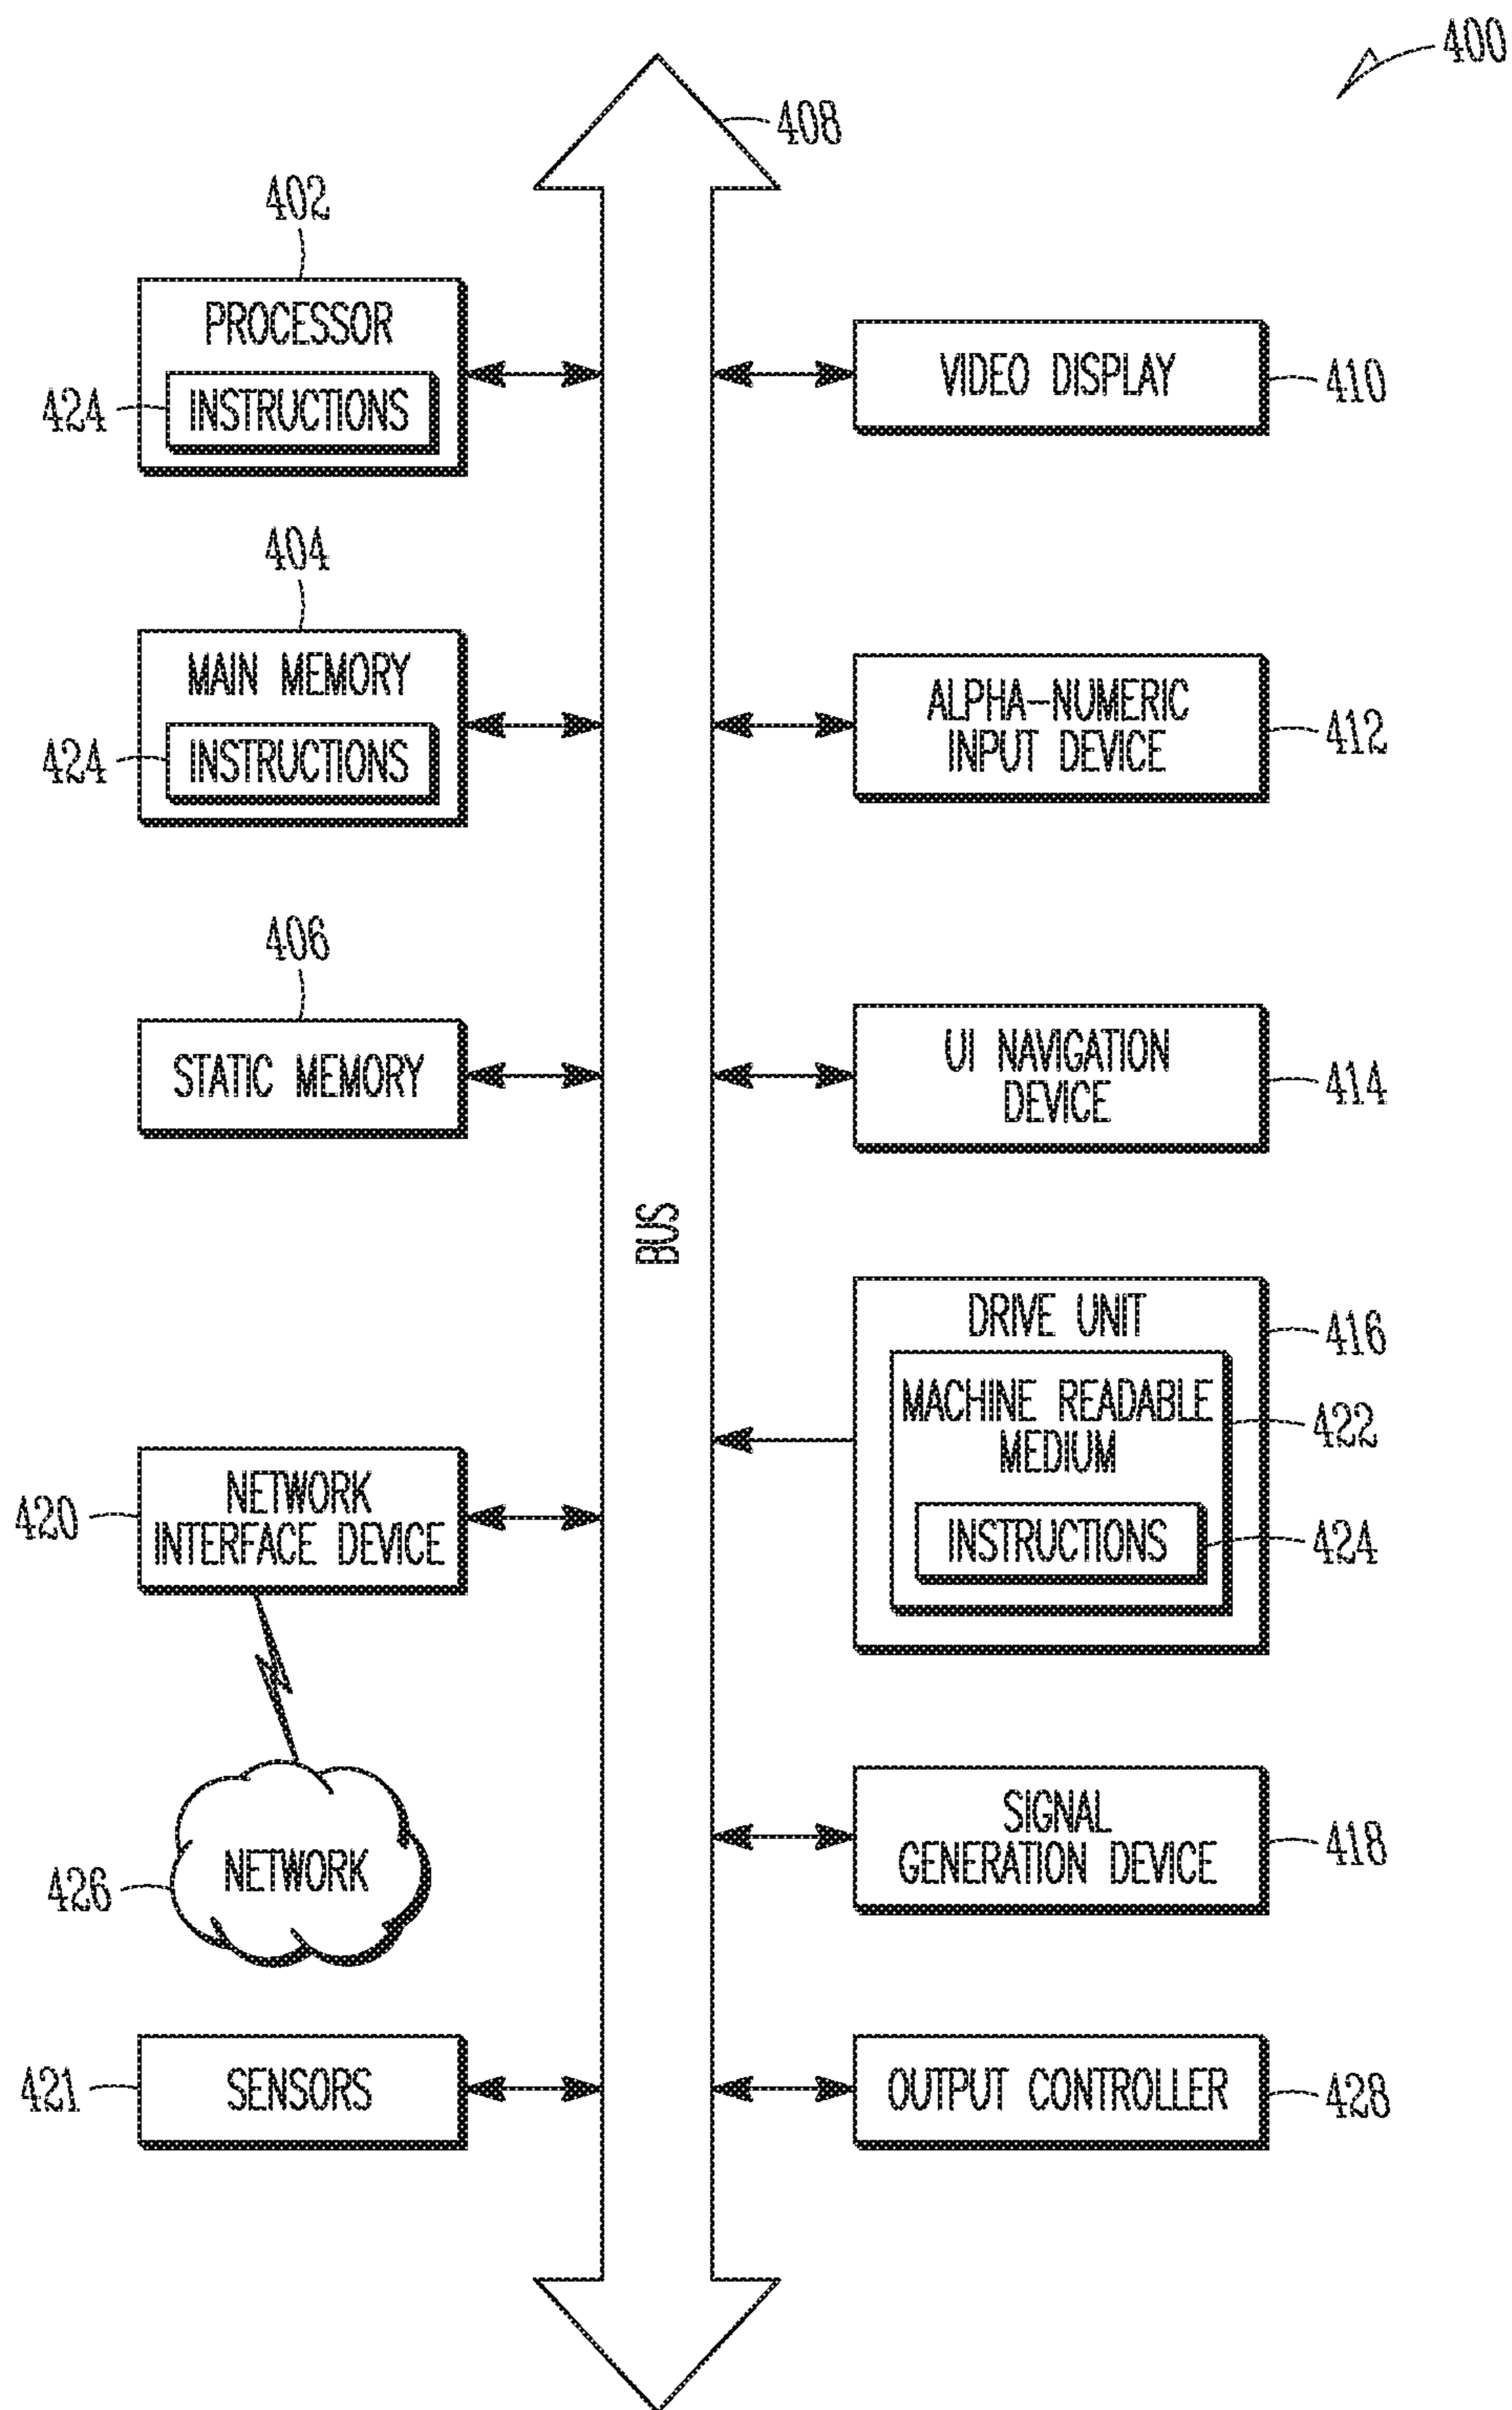 400
408
402
PROCESSOR
424
INSTRUCTIONS
VIDEO DISPLAY
410
404
MAIN MEMORY
424
INSTRUCTIONS
ALPHA-NUMERIC
INPUT DEVICE
412
406
STATIC MEMORY
UI NAVIGATION
DEVICE
414
BUS
DRIVE UNIT
416
MACHINE READABLE
MEDIUM
422
INSTRUCTIONS
424
420
NETWORK
INTERFACE DEVICE
SIGNAL
GENERATION DEVICE
418
426
NETWORK
421
SENSORS
OUTPUT CONTROLLER
428